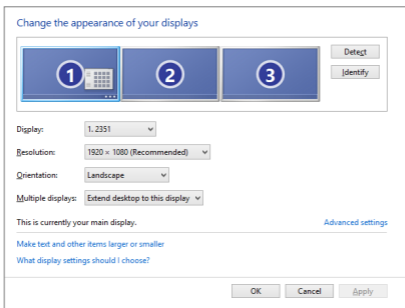 Change the appearance of your displays
1 2 3
Detect
Identify
Display: 1. 2351
Resolution: 1920 × 1080 (Recommended)
Orientation: Landscape
Multiple displays: Extend desktop to this display
This is currently your main display. Advanced settings
Make text and other items larger or smaller
What display settings should I choose?
OK Cancel Apply